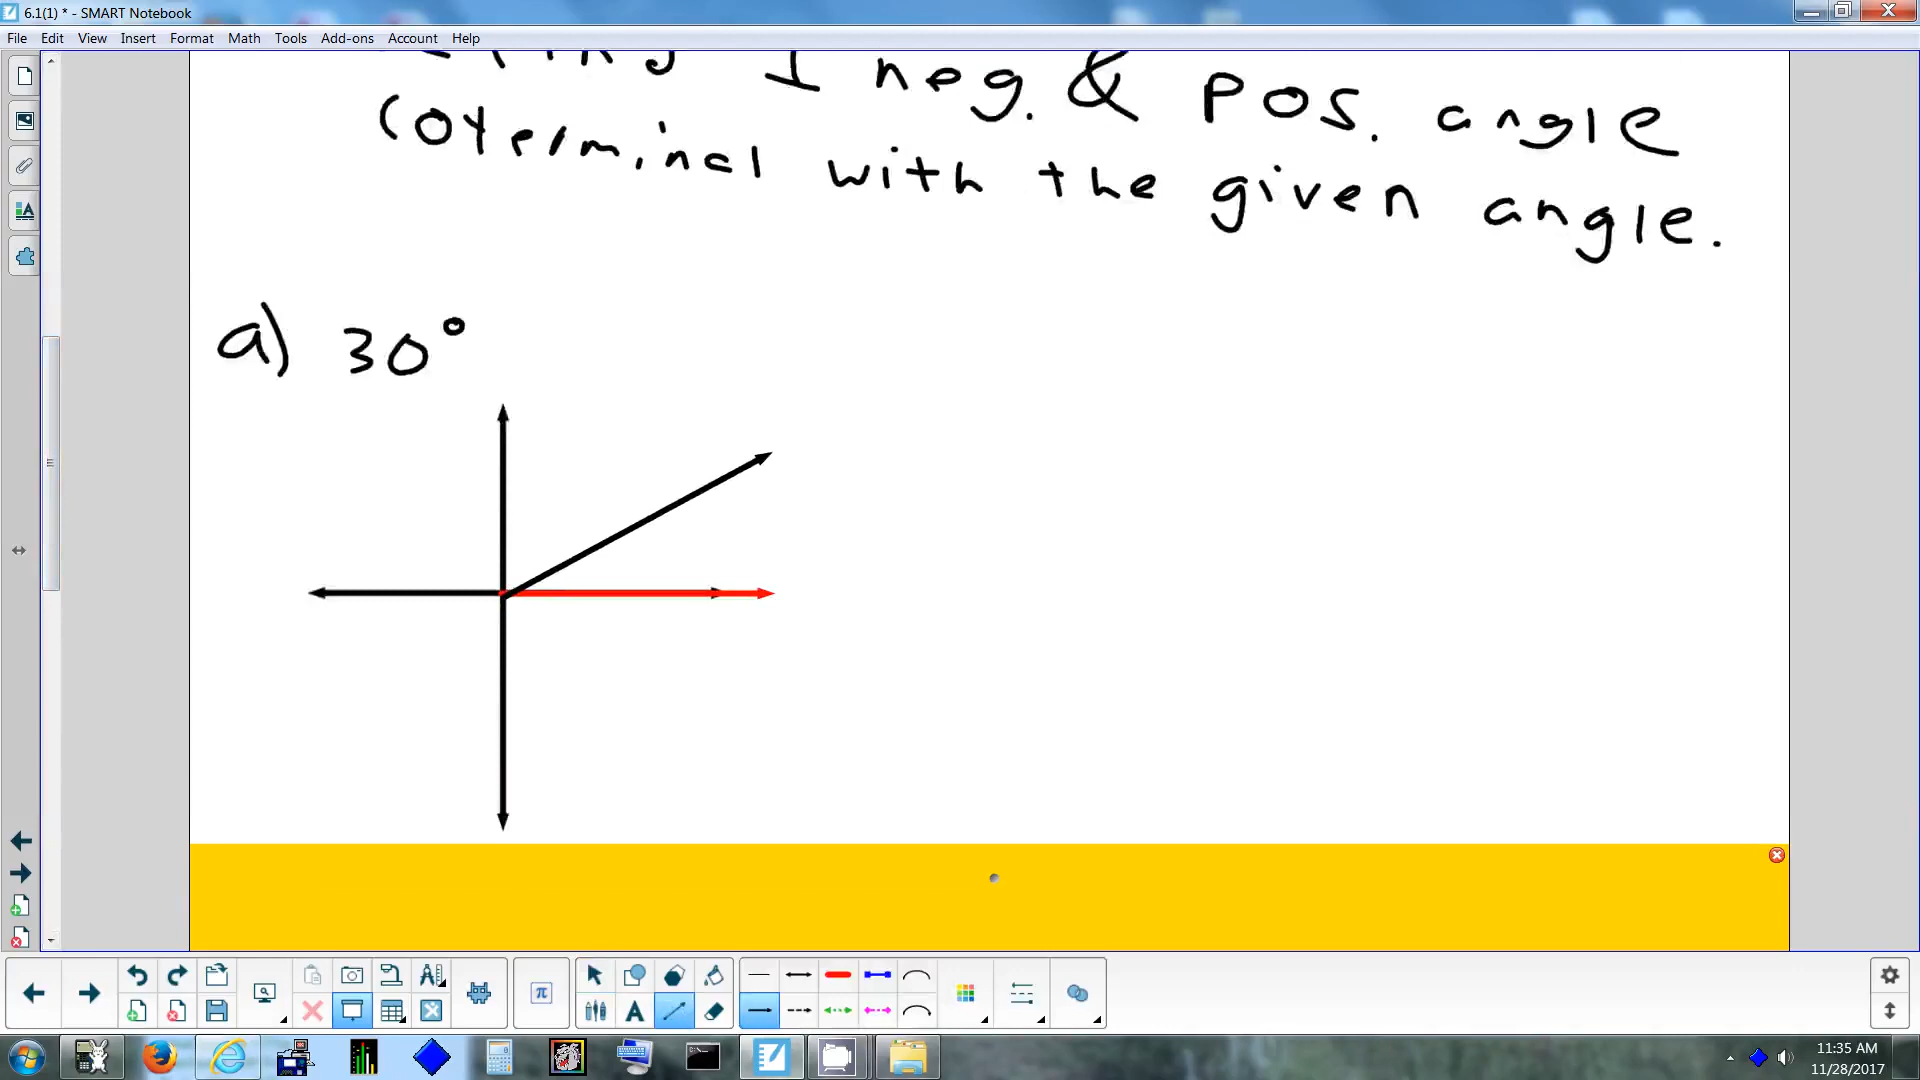 6.1(1) * - SMART Notebook
File Edit View Insert Format Math Tools Add-ons Account Help
1 neg. & pos. angle
coterminal with the given angle.
a) 30°
A
π
11:35 AM
11/28/2017